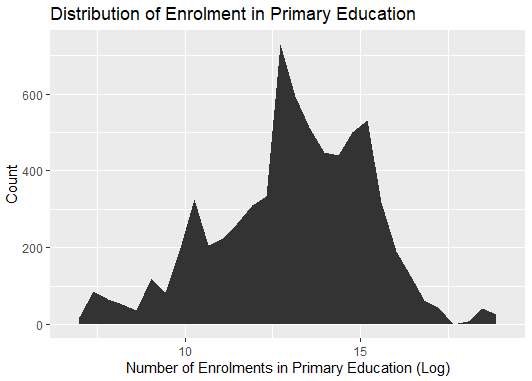 Distribution of Enrolment in Primary Education
600
400
200
0
Count
10 15
Number of Enrolments in Primary Education (Log)